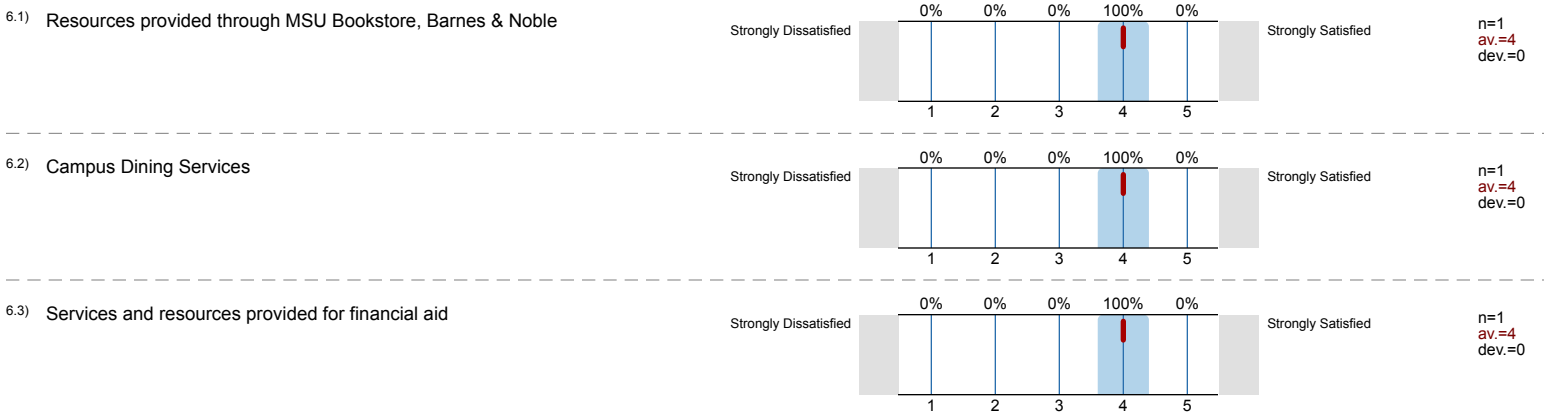 6.1) Resources provided through MSU Bookstore, Barnes & Noble
0% 0% 0% 100% 0%
Strongly Dissatisfied Strongly Satisfied
n=1
av.=4
dev.=0
1 2 3 4 5
6.2) Campus Dining Services
0% 0% 0% 100% 0%
Strongly Dissatisfied Strongly Satisfied
n=1
av.=4
dev.=0
1 2 3 4 5
6.3) Services and resources provided for financial aid
0% 0% 0% 100% 0%
Strongly Dissatisfied Strongly Satisfied
n=1
av.=4
dev.=0
1 2 3 4 5